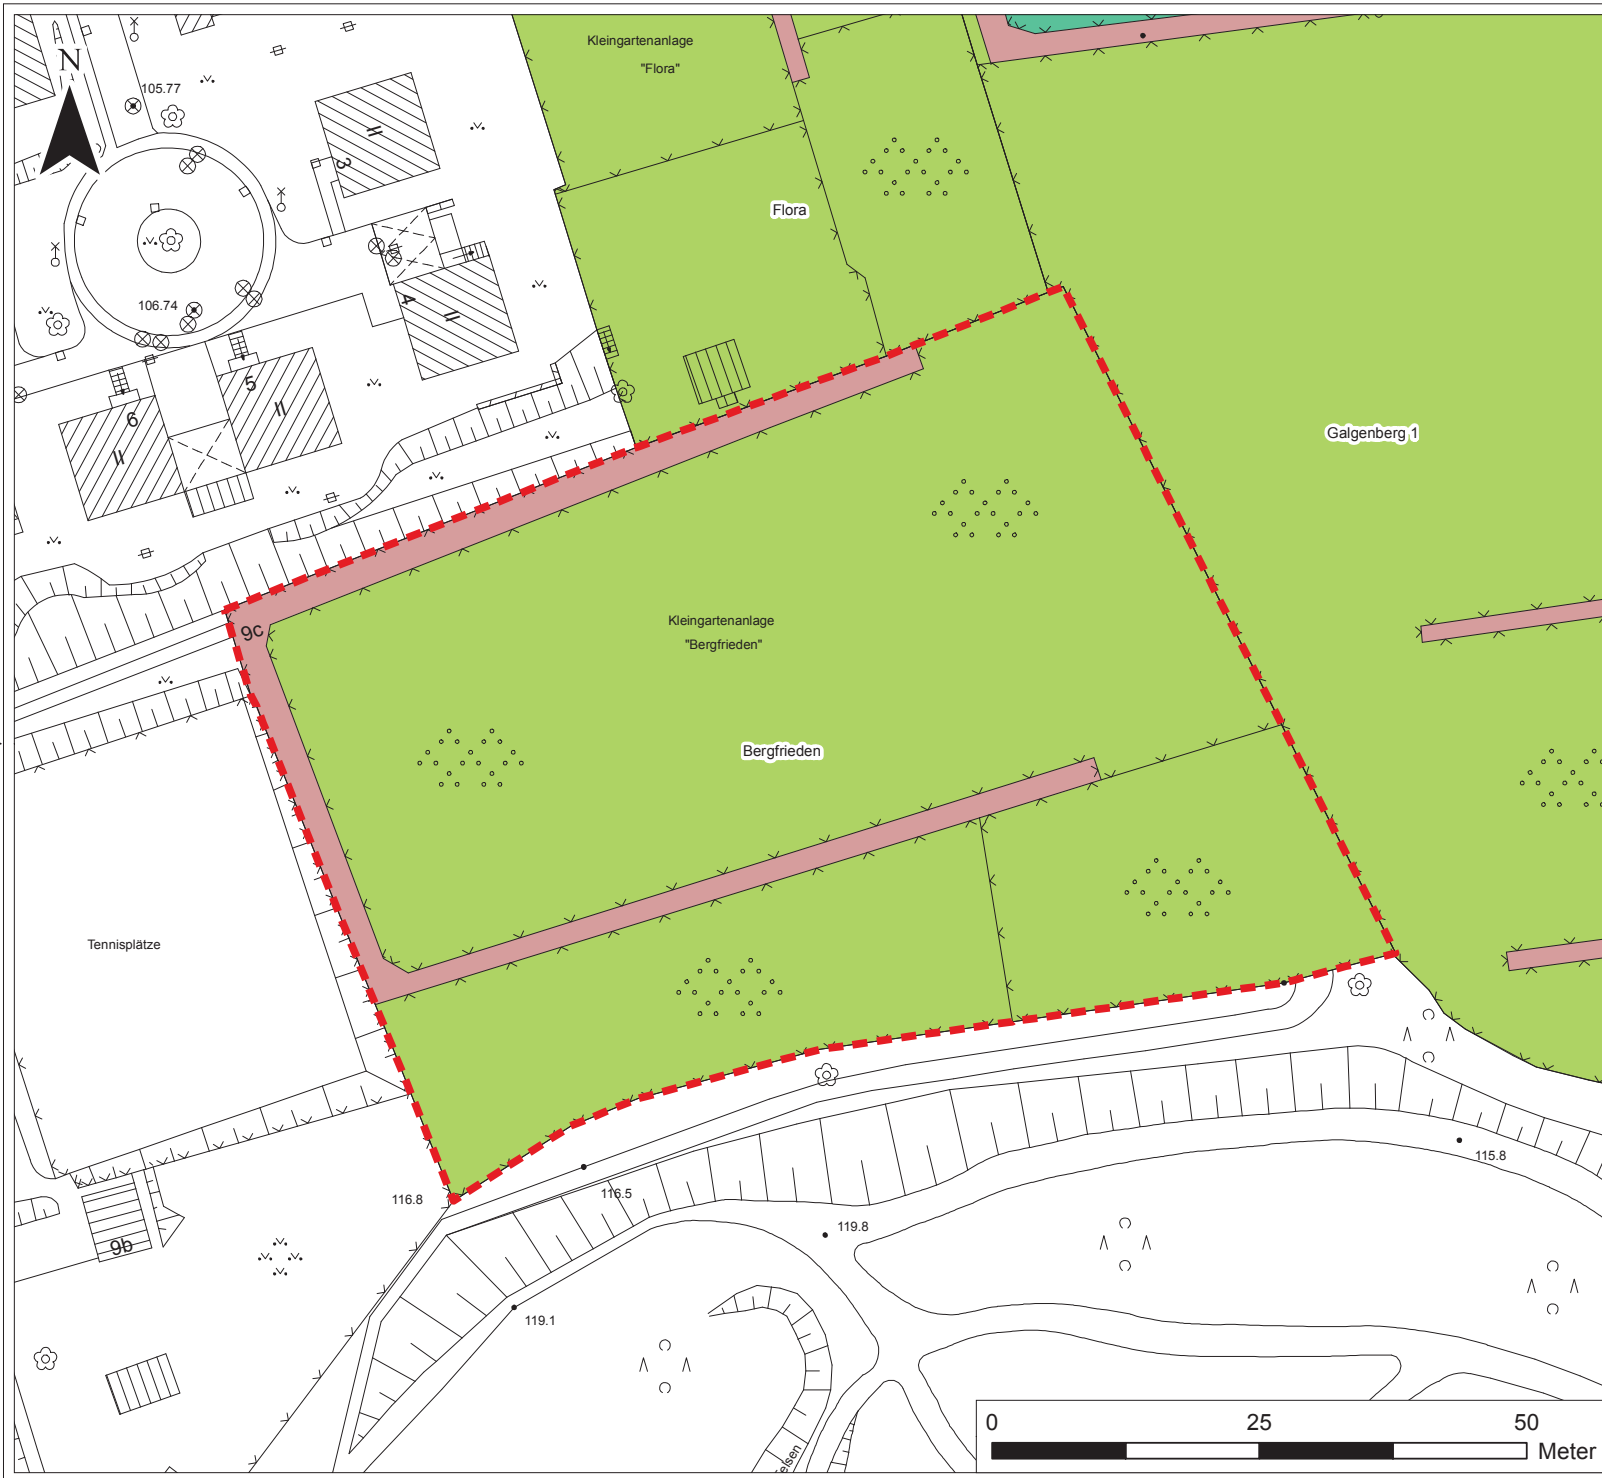 Kleingartenanlage
"Flora"
N
105.77
3
Flora
4
106.74
5
6
Galgenberg 1
9c
Kleingartenanlage
"Bergfrieden"
Bergfrieden
Tennisplätze
115.8
116.8
116.5
119.8
9b
119.1
0 25 50
Meter